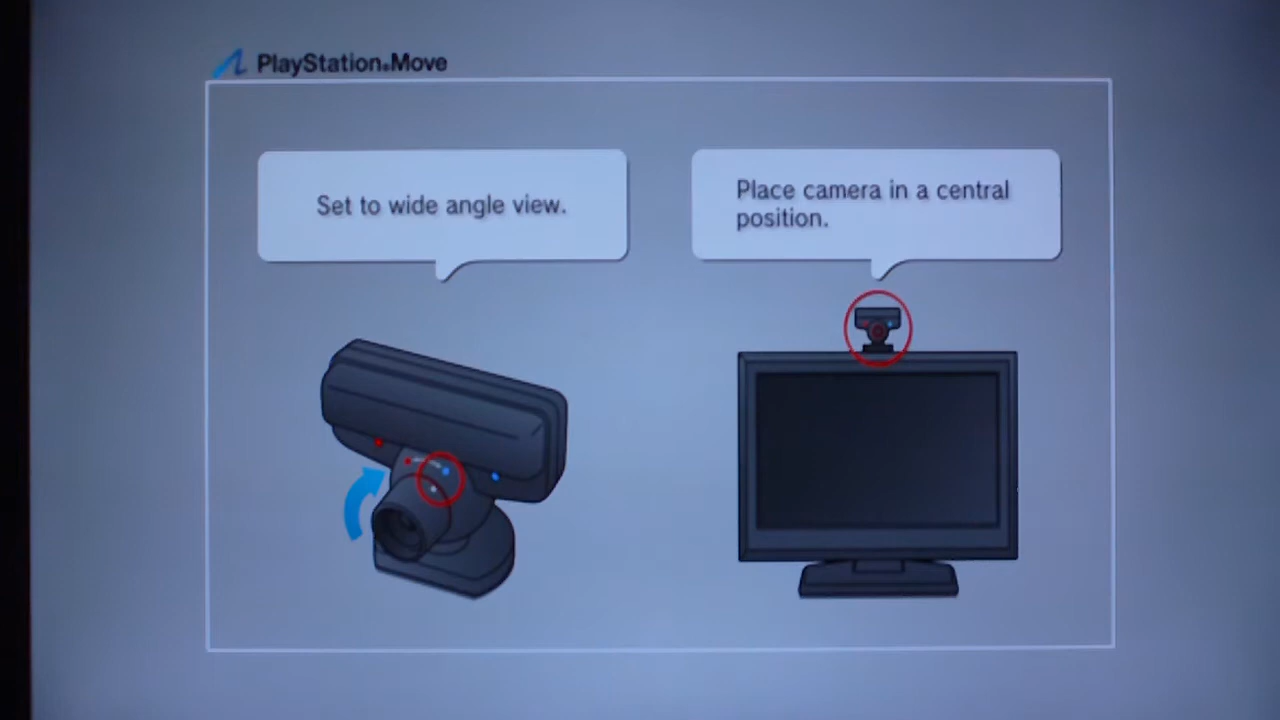 PlayStation®Move
Set to wide angle view.
Place camera in a central
position.